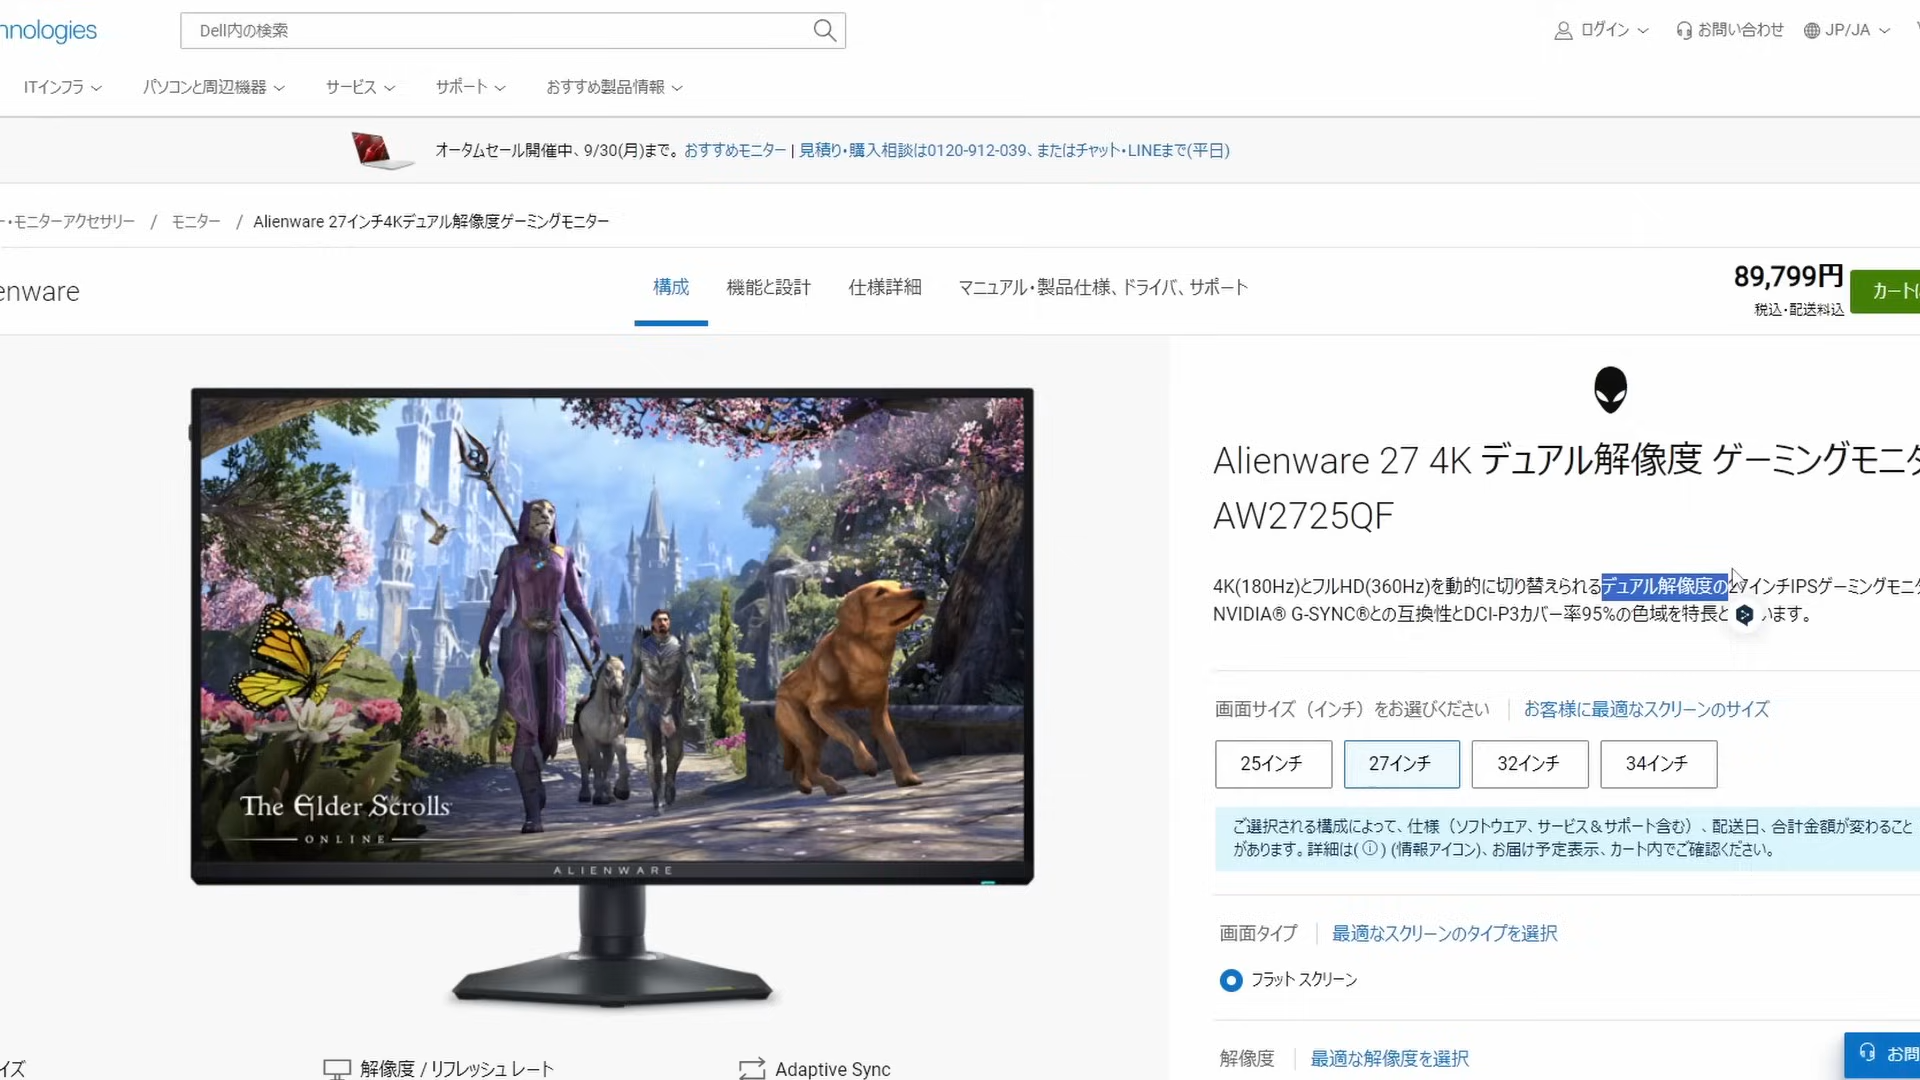 nologies
Dell内の検索
ログイン
お問い合わせ
JP/JA
ITインフラ
パソコンと周辺機器
サービス
サポート
おすすめ製品情報
オータムセール開催中、9/30(月)まで。 おすすめモニター | 見積り・購入相談は0120-912-039、またはチャット・LINEまで(平日)
ー・モニターアクセサリー / モニター / Alienware 27インチ4Kデュアル解像度ゲーミングモニター
enware
構成
機能と設計
仕様詳細
マニュアル・製品仕様、ドライバ、サポート
89,799円
税込・配送料込
カートに
Alienware 27 4K デュアル解像度 ゲーミングモニタ
AW2725QF
4K(180Hz)とフルHD(360Hz)を動的に切り替えられるデュアル解像度の27インチIPSゲーミングモニタ
NVIDIA® G-SYNC®との互換性とDCI-P3カバー率95%の色域を特長と います。
画面サイズ（インチ）をお選びください
お客様に最適なスクリーンのサイズ
25インチ
27インチ
32インチ
34インチ
ご選択される構成によって、仕様（ソフトウエア、サービス＆サポート含む）、配送日、合計金額が変わること
があります。詳細は(ⓘ) (情報アイコン)、お届け予定表示、カート内でご確認ください。
画面タイプ
最適なスクリーンのタイプを選択
フラット スクリーン
解像度
最適な解像度を選択
お問
The Elder Scrolls
ONLINE
ALIENWARE
イズ
解像度 / リフレッシュ レート
Adaptive Sync